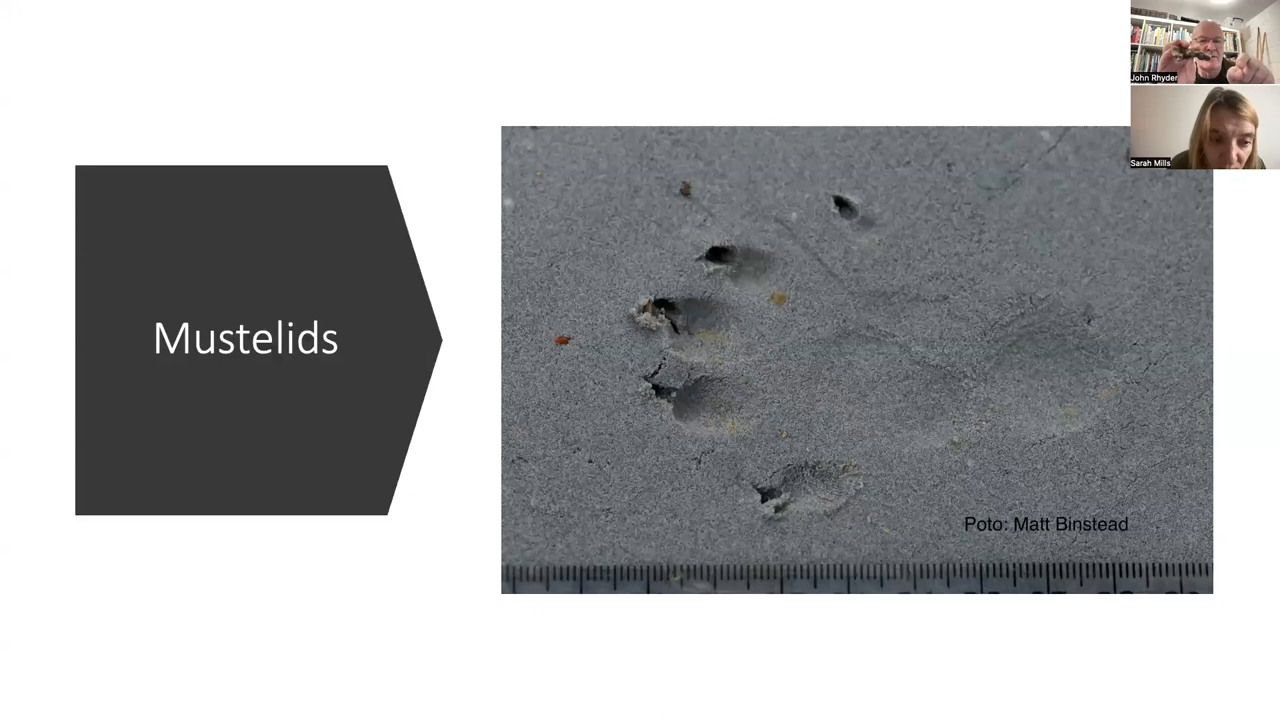 John Rhyder
Sarah Mills
Mustelids
Poto: Matt Binstead